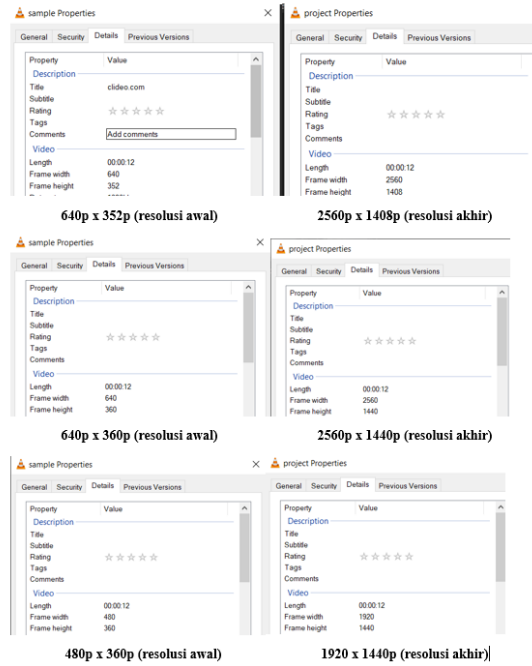 sample Properties
General Security Details Previous Versions
Property Value
Description
Title clideo.com
Subtitle
Rating
Tags
Comments Add comments
Video
Length 00:00:12
Frame width 640
Frame height 352
640p x 352p (resolusi awal)
project Properties
General Security Details Previous Versions
Property Value
Description
Title
Subtitle
Rating
Tags
Comments
Video
Length 00:00:12
Frame width 2560
Frame height 1408
2560p x 1408p (resolusi akhir)
sample Properties
General Security Details Previous Versions
Property Value
Description
Title
Subtitle
Rating
Tags
Comments
Video
Length 00:00:12
Frame width 640
Frame height 360
640p x 360p (resolusi awal)
project Properties
General Security Details Previous Versions
Property Value
Description
Title
Subtitle
Rating
Tags
Comments
Video
Length 00:00:12
Frame width 2560
Frame height 1440
2560p x 1440p (resolusi akhir)
sample Properties
General Security Details Previous Versions
Property Value
Description
Title
Subtitle
Rating
Tags
Comments
Video
Length 00:00:12
Frame width 480
Frame height 360
480p x 360p (resolusi awal)
project Properties
General Security Details Previous Versions
Property Value
Description
Title
Subtitle
Rating
Tags
Comments
Video
Length 00:00:12
Frame width 1920
Frame height 1440
1920 x 1440p (resolusi akhir)